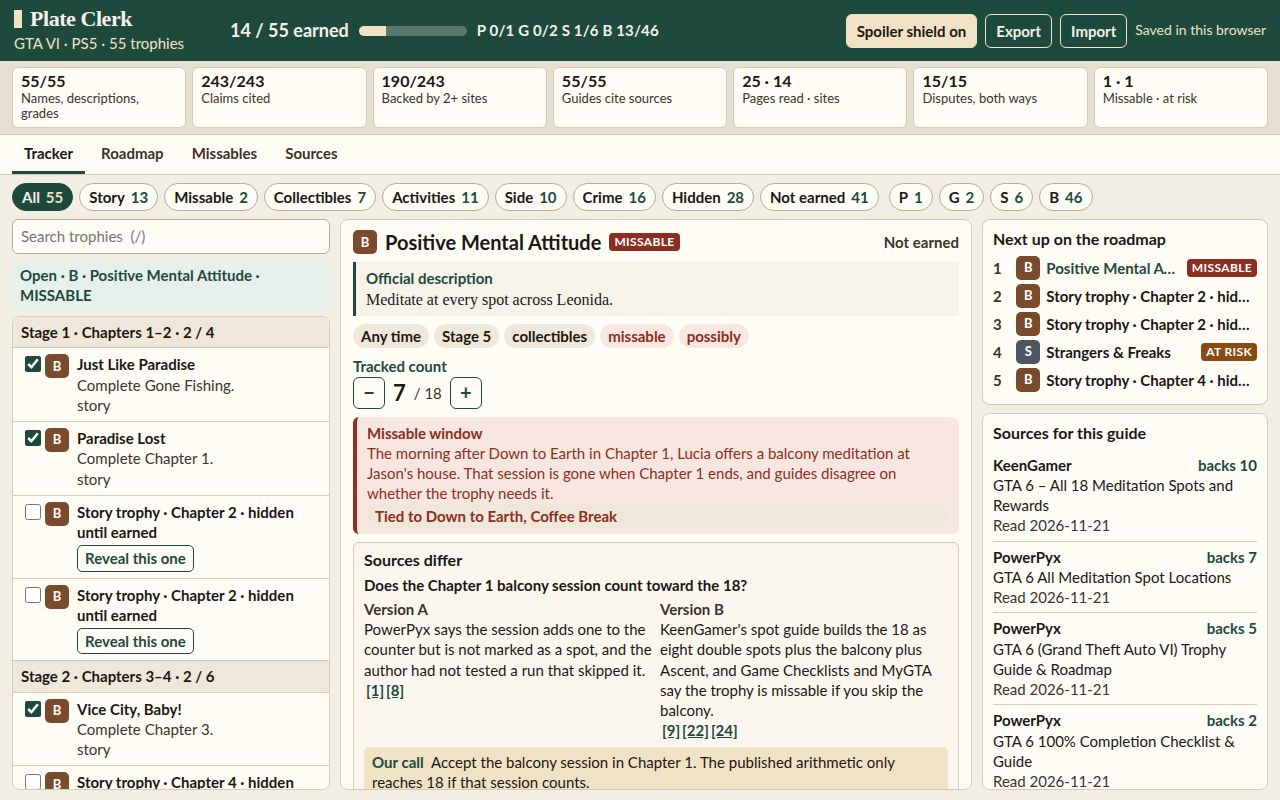 Plate Clerk
GTA VI · PS5 · 55 trophies
14 / 55 earned
P 0/1 G 0/2 S 1/6 B 13/46
Spoiler shield on
Export
Import
Saved in this browser
55/55
Names, descriptions,
grades
243/243
Claims cited
190/243
Backed by 2+ sites
55/55
Guides cite sources
25 · 14
Pages read · sites
15/15
Disputes, both ways
1 · 1
Missable · at risk
Tracker
Roadmap
Missables
Sources
All 55
Story 13
Missable 2
Collectibles 7
Activities 11
Side 10
Crime 16
Hidden 28
Not earned 41
P 1
G 2
S 6
B 46
Search trophies (/)
Open · B · Positive Mental Attitude ·
MISSABLE
Stage 1 · Chapters 1–2 · 2 / 4
B Just Like Paradise
Complete Gone Fishing.
story
B Paradise Lost
Complete Chapter 1.
story
B Story trophy · Chapter 2 · hidden
until earned
Reveal this one
B Story trophy · Chapter 2 · hidden
until earned
Reveal this one
Stage 2 · Chapters 3–4 · 2 / 6
B Vice City, Baby!
Complete Chapter 3.
story
B Story trophy · Chapter 4 · hidden
B Positive Mental Attitude MISSABLE
Not earned
Official description
Meditate at every spot across Leonida.
Any time
Stage 5
collectibles
missable
possibly
Tracked count
− 7 / 18 +
Missable window
The morning after Down to Earth in Chapter 1, Lucia offers a balcony meditation at
Jason's house. That session is gone when Chapter 1 ends, and guides disagree on
whether the trophy needs it.
Tied to Down to Earth, Coffee Break
Sources differ
Does the Chapter 1 balcony session count toward the 18?
Version A
PowerPyx says the session adds one to the
counter but is not marked as a spot, and the
author had not tested a run that skipped it.
[1] [8]
Version B
KeenGamer's spot guide builds the 18 as
eight double spots plus the balcony plus
Ascent, and Game Checklists and MyGTA
say the trophy is missable if you skip the
balcony.
[9] [22] [24]
Our call Accept the balcony session in Chapter 1. The published arithmetic only
reaches 18 if that session counts.
Next up on the roadmap
1 B Positive Mental A... MISSABLE
2 B Story trophy · Chapter 2 · hid...
3 B Story trophy · Chapter 2 · hid...
4 S Strangers & Freaks AT RISK
5 B Story trophy · Chapter 4 · hid...
Sources for this guide
KeenGamer backs 10
GTA 6 – All 18 Meditation Spots and
Rewards
Read 2026-11-21
PowerPyx backs 7
GTA 6 All Meditation Spot Locations
Read 2026-11-21
PowerPyx backs 5
GTA 6 (Grand Theft Auto VI) Trophy
Guide & Roadmap
Read 2026-11-21
PowerPyx backs 2
GTA 6 100% Completion Checklist &
Guide
Read 2026-11-21